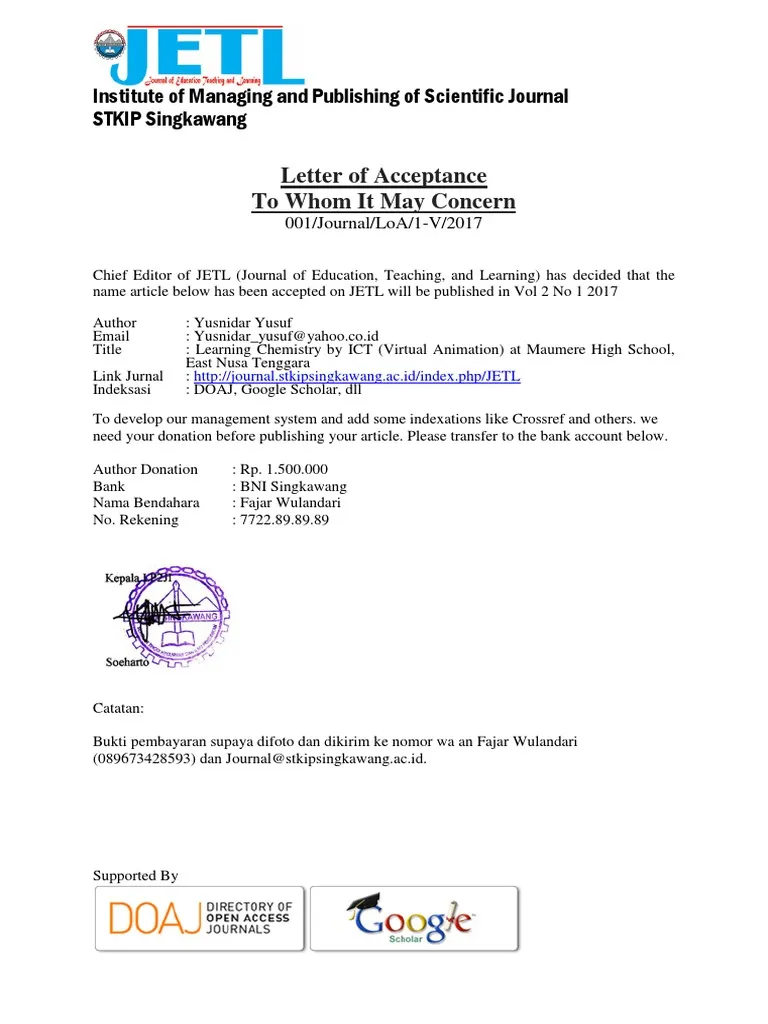 JETL
Journal of Education Teaching and Learning
Institute of Managing and Publishing of Scientific Journal
STKIP Singkawang
Letter of Acceptance
To Whom It May Concern
001/Journal/LoA/1-V/2017
Chief Editor of JETL (Journal of Education, Teaching, and Learning) has decided that the
name article below has been accepted on JETL will be published in Vol 2 No 1 2017
Author : Yusnidar Yusuf
Email : Yusnidar_yusuf@yahoo.co.id
Title : Learning Chemistry by ICT (Virtual Animation) at Maumere High School,
East Nusa Tenggara
Link Jurnal : http://journal.stkipsingkawang.ac.id/index.php/JETL
Indeksasi : DOAJ, Google Scholar, dll
To develop our management system and add some indexations like Crossref and others. we
need your donation before publishing your article. Please transfer to the bank account below.
Author Donation : Rp. 1.500.000
Bank : BNI Singkawang
Nama Bendahara : Fajar Wulandari
No. Rekening : 7722.89.89.89
Kepala LP2JI
SINGKAWANG
Soeharto
Catatan:
Bukti pembayaran supaya difoto dan dikirim ke nomor wa an Fajar Wulandari
(089673428593) dan Journal@stkipsingkawang.ac.id.
Supported By
DOAJ DIRECTORY OF
OPEN ACCESS
JOURNALS
Google
Scholar